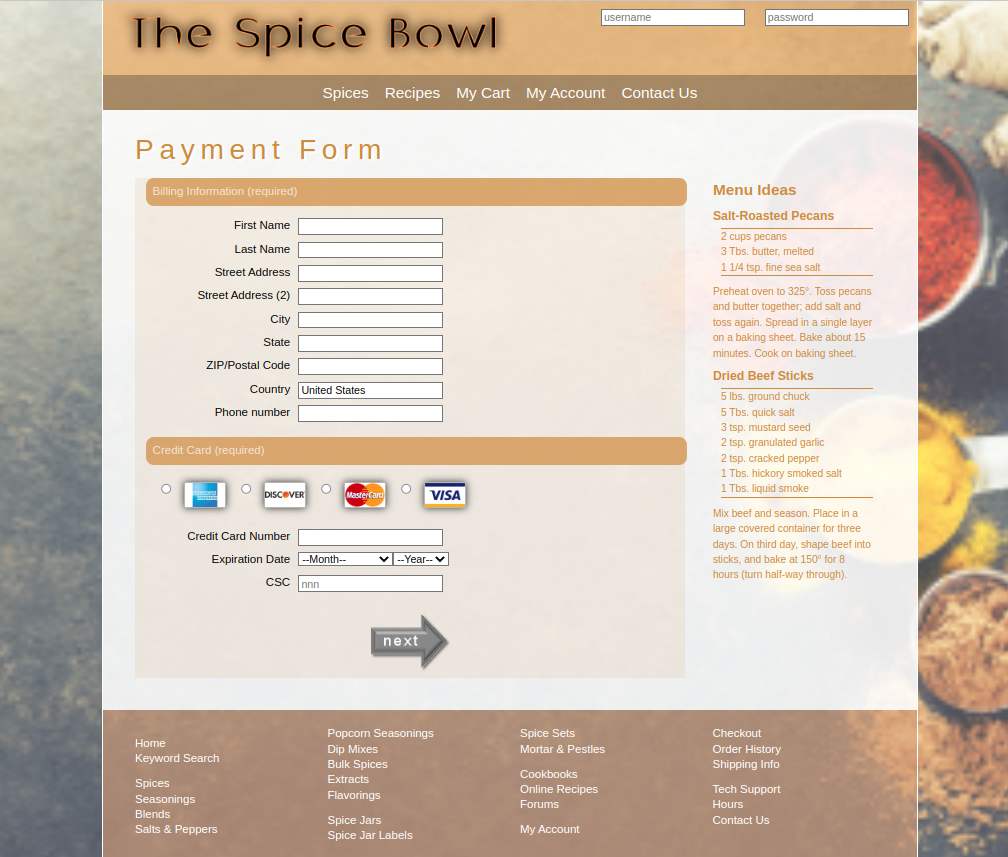 The Spice Bowl
username
password
Spices
Recipes
My Cart
My Account
Contact Us
Payment Form
Billing Information (required)
First Name
Last Name
Street Address
Street Address (2)
City
State
ZIP/Postal Code
Country
United States
Phone number
Credit Card (required)
AMERICAN EXPRESS
DISCOVER
MasterCard
VISA
Credit Card Number
Expiration Date
--Month--
--Year--
CSC
nnn
next
Menu Ideas
Salt-Roasted Pecans
2 cups pecans
3 Tbs. butter, melted
1 1/4 tsp. fine sea salt
Preheat oven to 325°. Toss pecans
and butter together; add salt and
toss again. Spread in a single layer
on a baking sheet. Bake about 15
minutes. Cook on baking sheet.
Dried Beef Sticks
5 lbs. ground chuck
5 Tbs. quick salt
3 tsp. mustard seed
2 tsp. granulated garlic
2 tsp. cracked pepper
1 Tbs. hickory smoked salt
1 Tbs. liquid smoke
Mix beef and season. Place in a
large covered container for three
days. On third day, shape beef into
sticks, and bake at 150° for 8
hours (turn half-way through).
Home
Keyword Search
Spices
Seasonings
Blends
Salts & Peppers
Popcorn Seasonings
Dip Mixes
Bulk Spices
Extracts
Flavorings
Spice Jars
Spice Jar Labels
Spice Sets
Mortar & Pestles
Cookbooks
Online Recipes
Forums
My Account
Checkout
Order History
Shipping Info
Tech Support
Hours
Contact Us